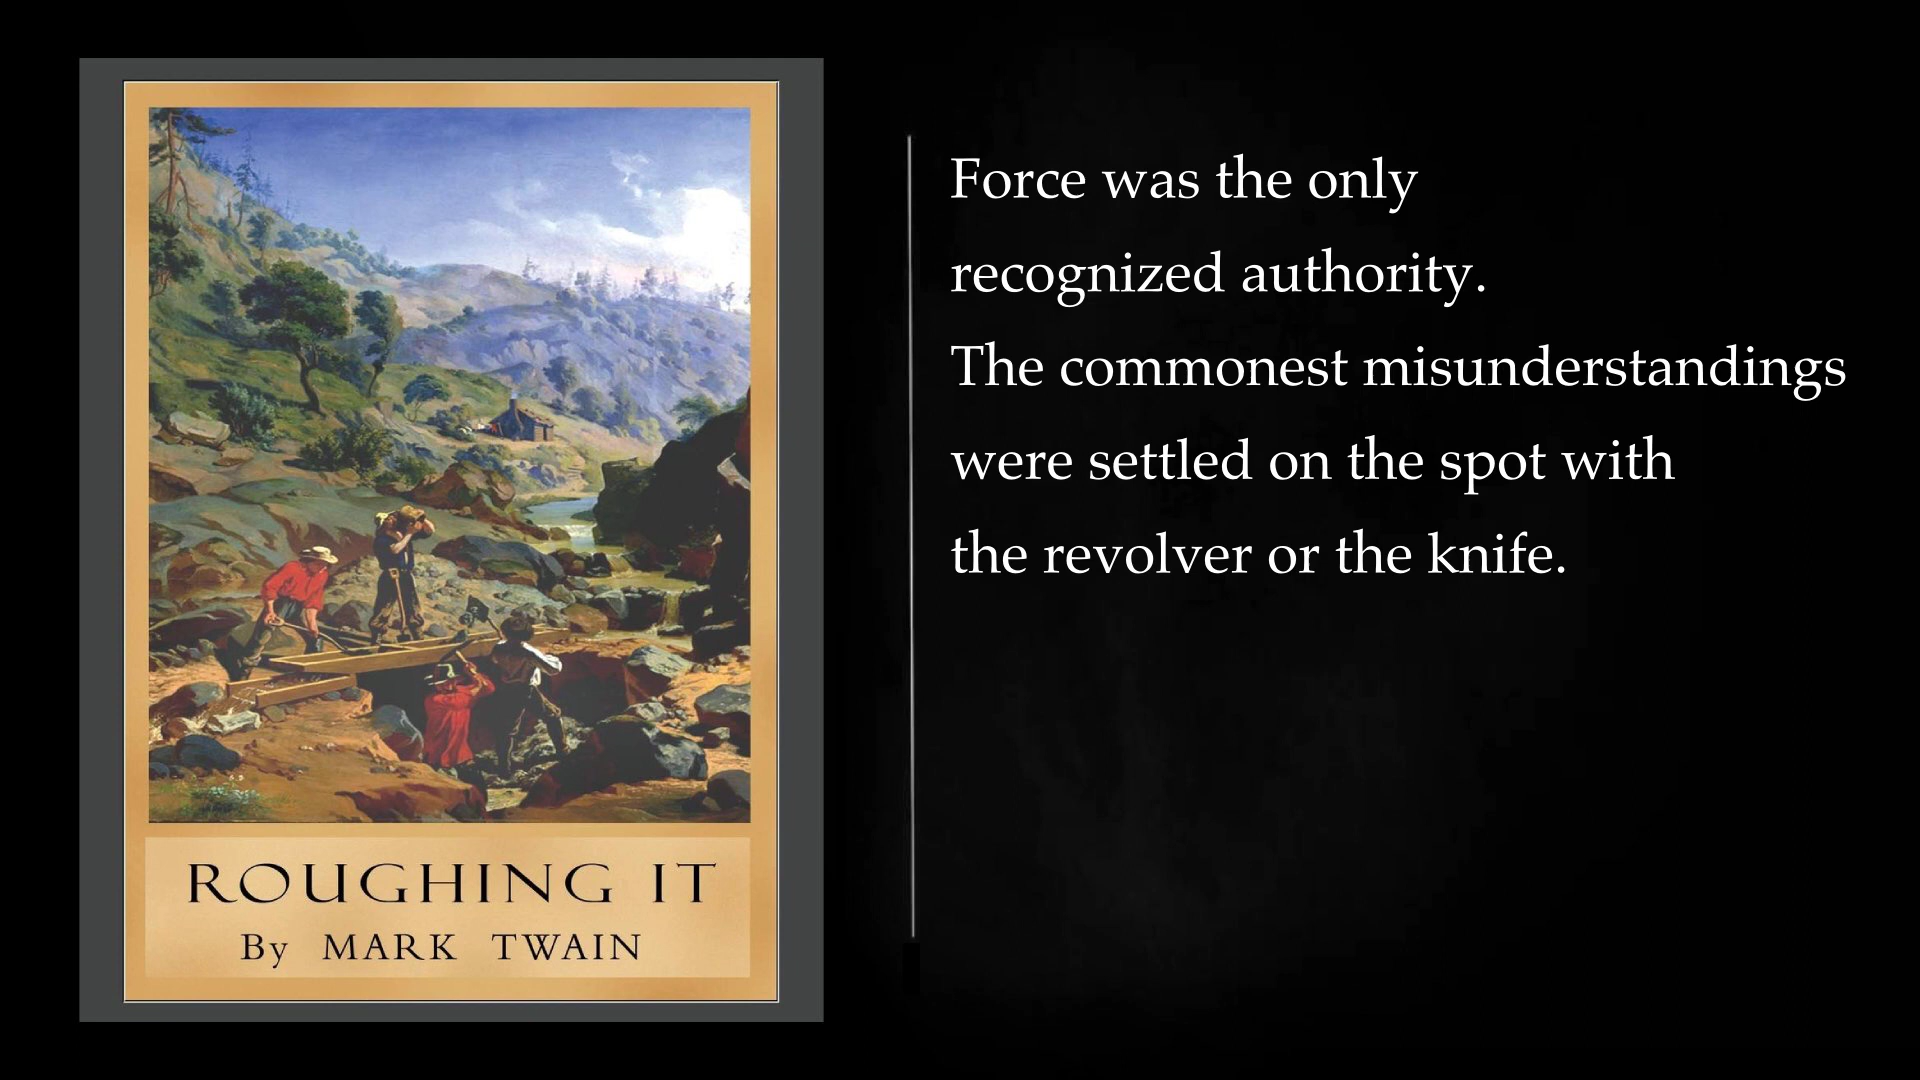 ROUGHING IT
By MARK TWAIN
Force was the only
recognized authority.
The commonest misunderstandings
were settled on the spot with
the revolver or the knife.